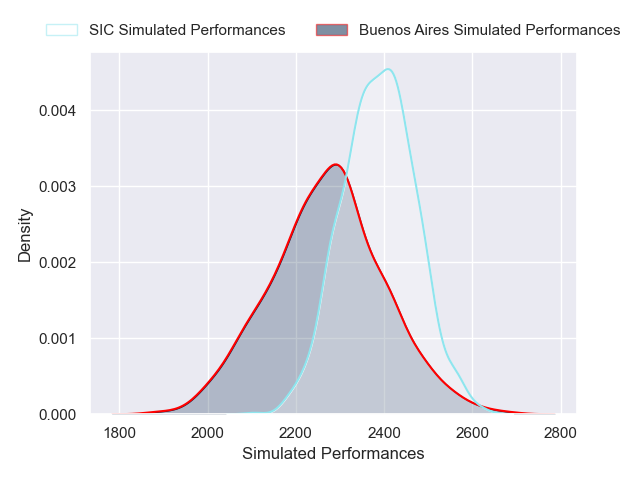 SIC Simulated Performances
Buenos Aires Simulated Performances
0.004
0.003
0.002
0.001
0.000
Density
1800 2000 2200 2400 2600 2800
Simulated Performances